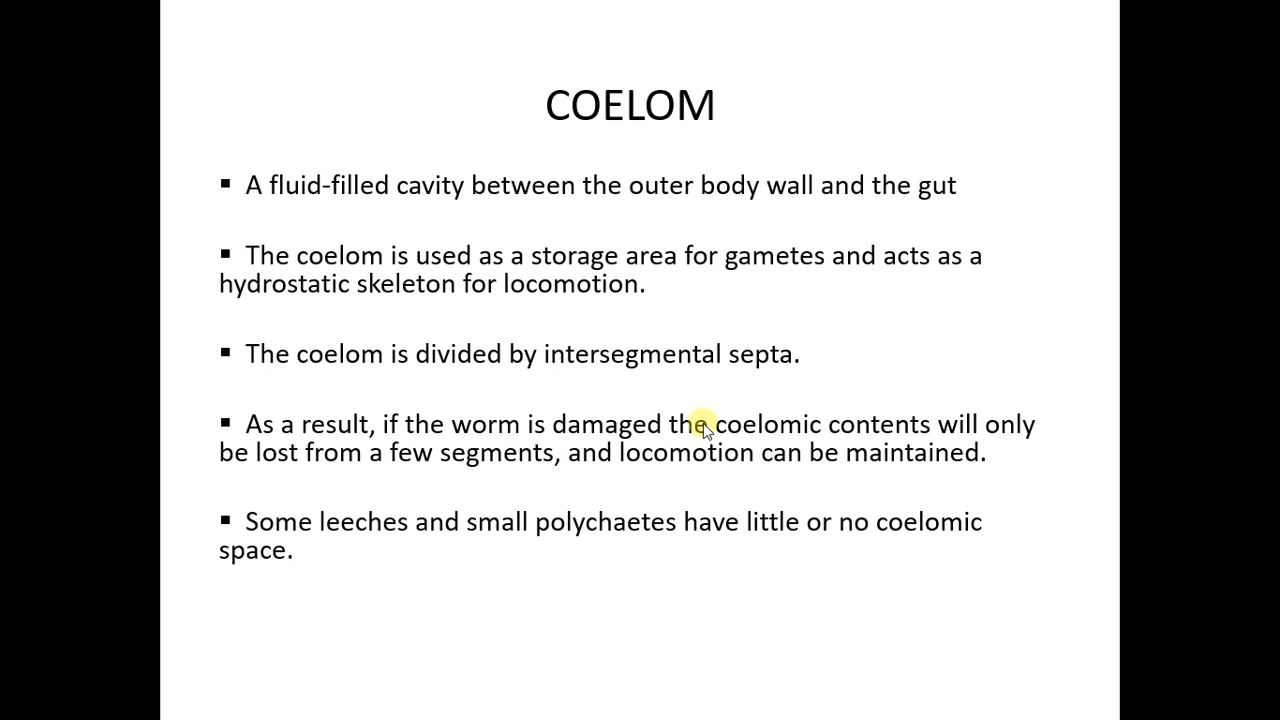 COELOM
▪ A fluid-filled cavity between the outer body wall and the gut
▪ The coelom is used as a storage area for gametes and acts as a
hydrostatic skeleton for locomotion.
▪ The coelom is divided by intersegmental septa.
▪ As a result, if the worm is damaged the coelomic contents will only
be lost from a few segments, and locomotion can be maintained.
▪ Some leeches and small polychaetes have little or no coelomic
space.